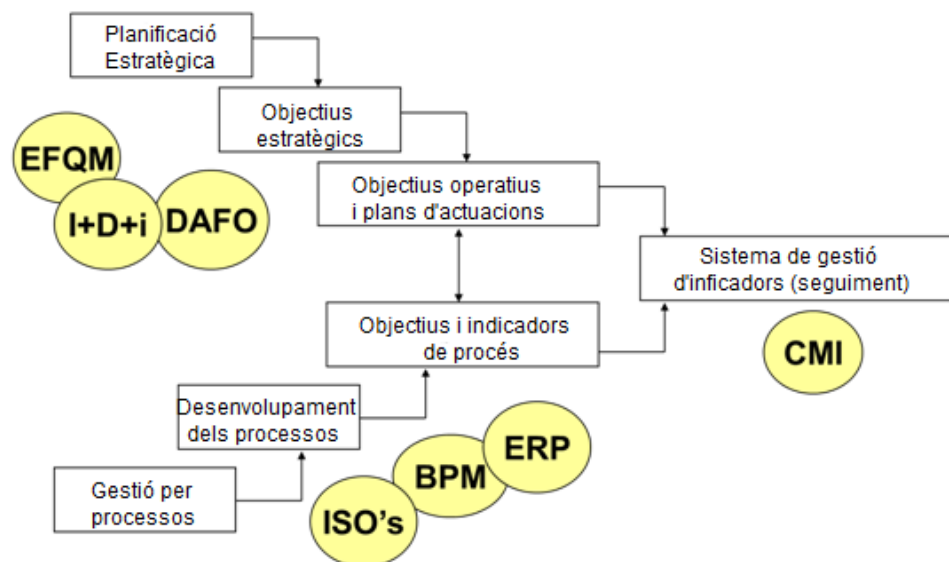 Planificació
Estratègica
Objectius
estratègics
EFQM
I+D+i
DAFO
Objectius operatius
i plans d'actuacions
Sistema de gestió
d'inficadors (seguiment)
Objectius i indicadors
de procés
CMI
Desenvolupament
dels processos
ERP
BPM
Gestió per
processos
ISO's